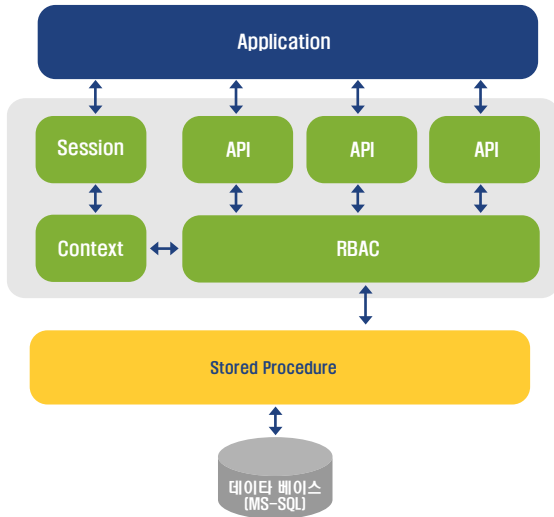 Application
Session
API
API
API
Context
RBAC
Stored Procedure
데이타 베이스
(MS-SQL)